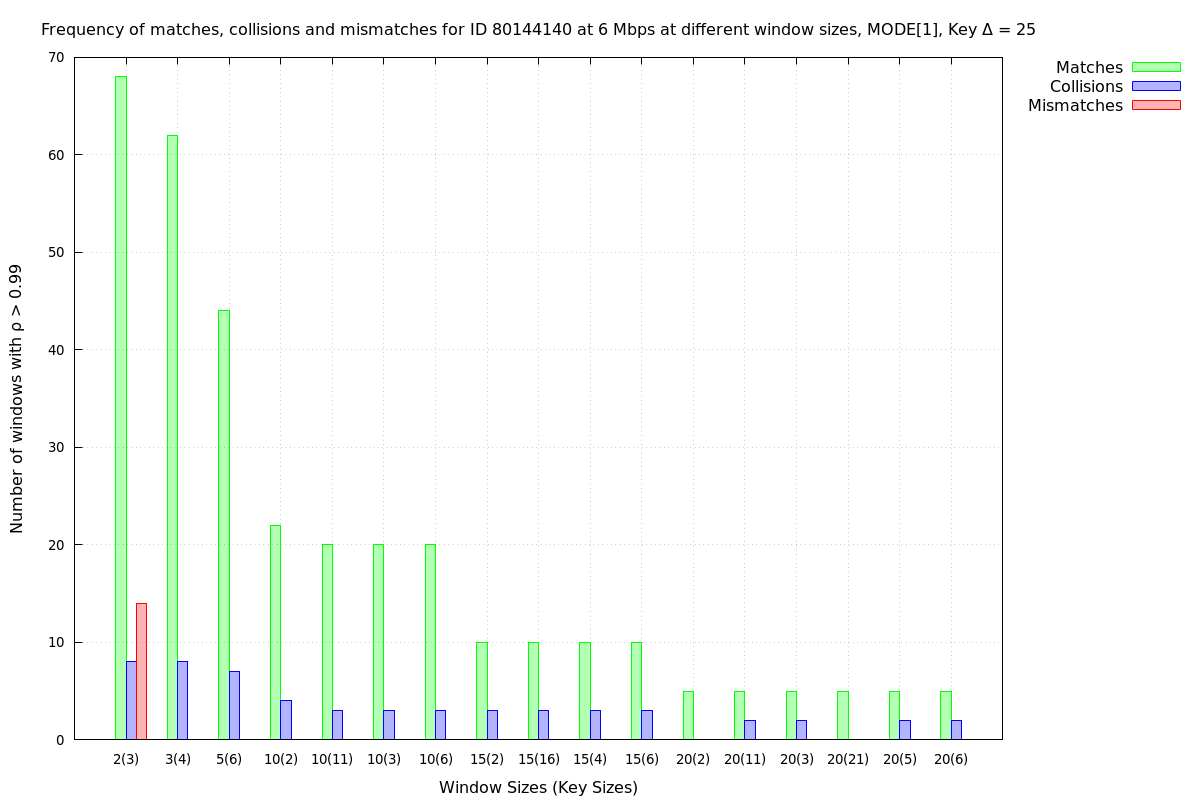 Frequency of matches, collisions and mismatches for ID 80144140 at 6 Mbps at different window sizes, MODE[1], Key Δ = 25
Matches
Collisions
Mismatches
Number of windows with ρ > 0.99
70
60
50
40
30
20
10
0
2(3) 3(4) 5(6) 10(2) 10(11) 10(3) 10(6) 15(2) 15(16) 15(4) 15(6) 20(2) 20(11) 20(3) 20(21) 20(5) 20(6)
Window Sizes (Key Sizes)